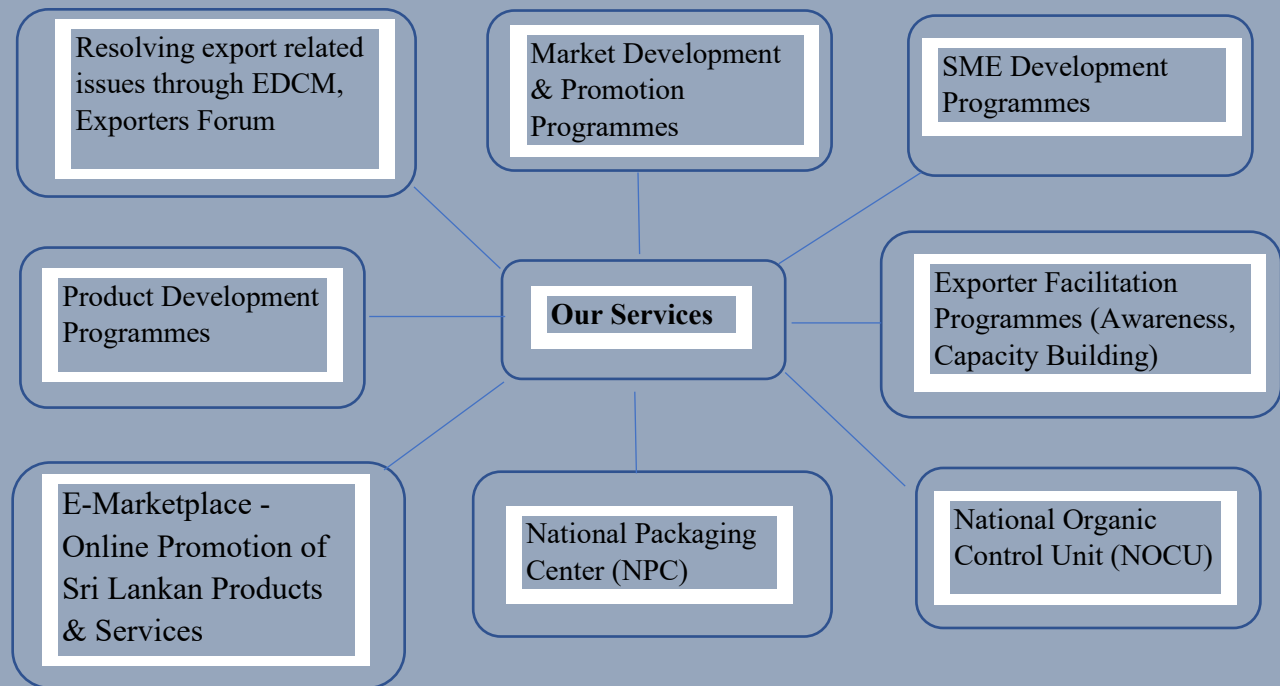 Resolving export related
issues through EDCM,
Exporters Forum
Market Development
& Promotion
Programmes
SME Development
Programmes
Product Development
Programmes
Our Services
Exporter Facilitation
Programmes (Awareness,
Capacity Building)
E-Marketplace -
Online Promotion of
Sri Lankan Products
& Services
National Packaging
Center (NPC)
National Organic
Control Unit (NOCU)